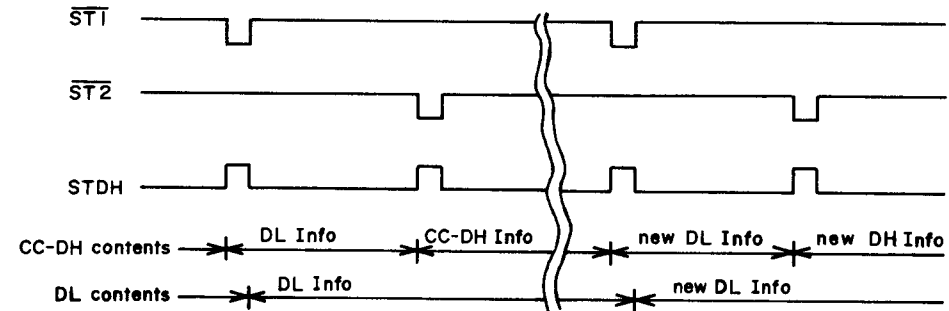 ST1
ST2
STDH
CC-DH contents DL Info CC-DH Info new DL Info new DH Info
DL contents DL Info new DL Info